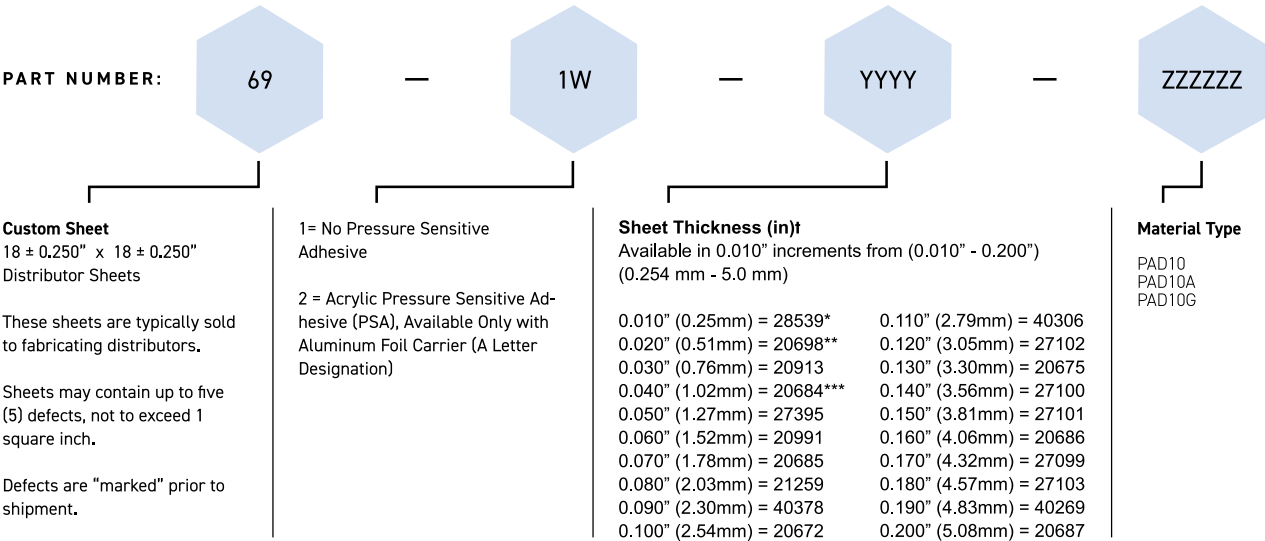 PART NUMBER: 69 — 1W — YYYY — ZZZZZZ
Custom Sheet
18 ± 0.250” x 18 ± 0.250”
Distributor Sheets
These sheets are typically sold
to fabricating distributors.
Sheets may contain up to five
(5) defects, not to exceed 1
square inch.
Defects are “marked” prior to
shipment.
1= No Pressure Sensitive
Adhesive
2 = Acrylic Pressure Sensitive Ad-
hesive (PSA), Available Only with
Aluminum Foil Carrier (A Letter
Designation)
Sheet Thickness (in)†
Available in 0.010” increments from (0.010” - 0.200”)
(0.254 mm - 5.0 mm)
0.010” (0.25mm) = 28539*
0.020” (0.51mm) = 20698**
0.030” (0.76mm) = 20913
0.040” (1.02mm) = 20684***
0.050” (1.27mm) = 27395
0.060” (1.52mm) = 20991
0.070” (1.78mm) = 20685
0.080” (2.03mm) = 21259
0.090” (2.30mm) = 40378
0.100” (2.54mm) = 20672
0.110” (2.79mm) = 40306
0.120” (3.05mm) = 27102
0.130” (3.30mm) = 20675
0.140” (3.56mm) = 27100
0.150” (3.81mm) = 27101
0.160” (4.06mm) = 20686
0.170” (4.32mm) = 27099
0.180” (4.57mm) = 27103
0.190” (4.83mm) = 40269
0.200” (5.08mm) = 20687
Material Type
PAD10
PAD10A
PAD10G